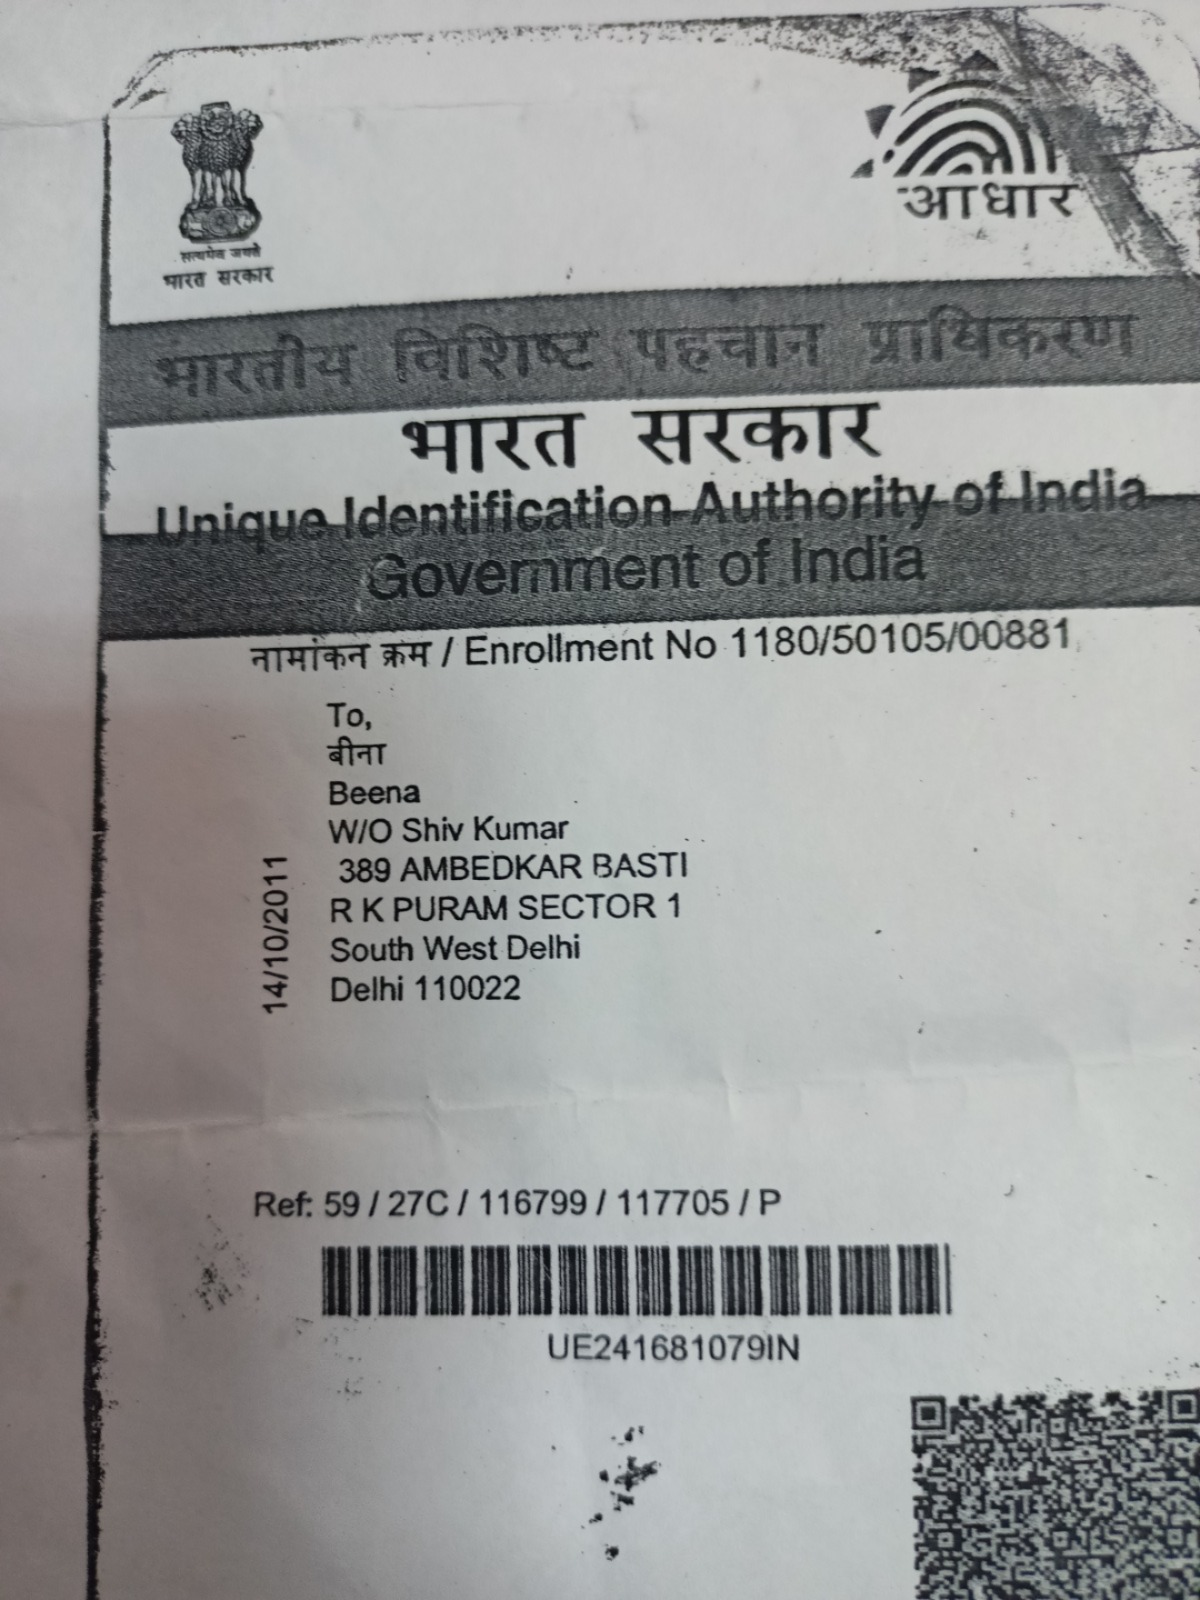 सत्यमेव जयते
भारत सरकार
आधार
भारतीय विशिष्ट पहचान प्राधिकरण
भारत सरकार
Unique Identification Authority of India
Government of India
नामांकन क्रम / Enrollment No 1180/50105/00881
To,
बीना
Beena
W/O Shiv Kumar
389 AMBEDKAR BASTI
R K PURAM SECTOR 1
South West Delhi
Delhi 110022
14/10/2011
Ref: 59 / 27C / 116799 / 117705 / P
UE241681079IN